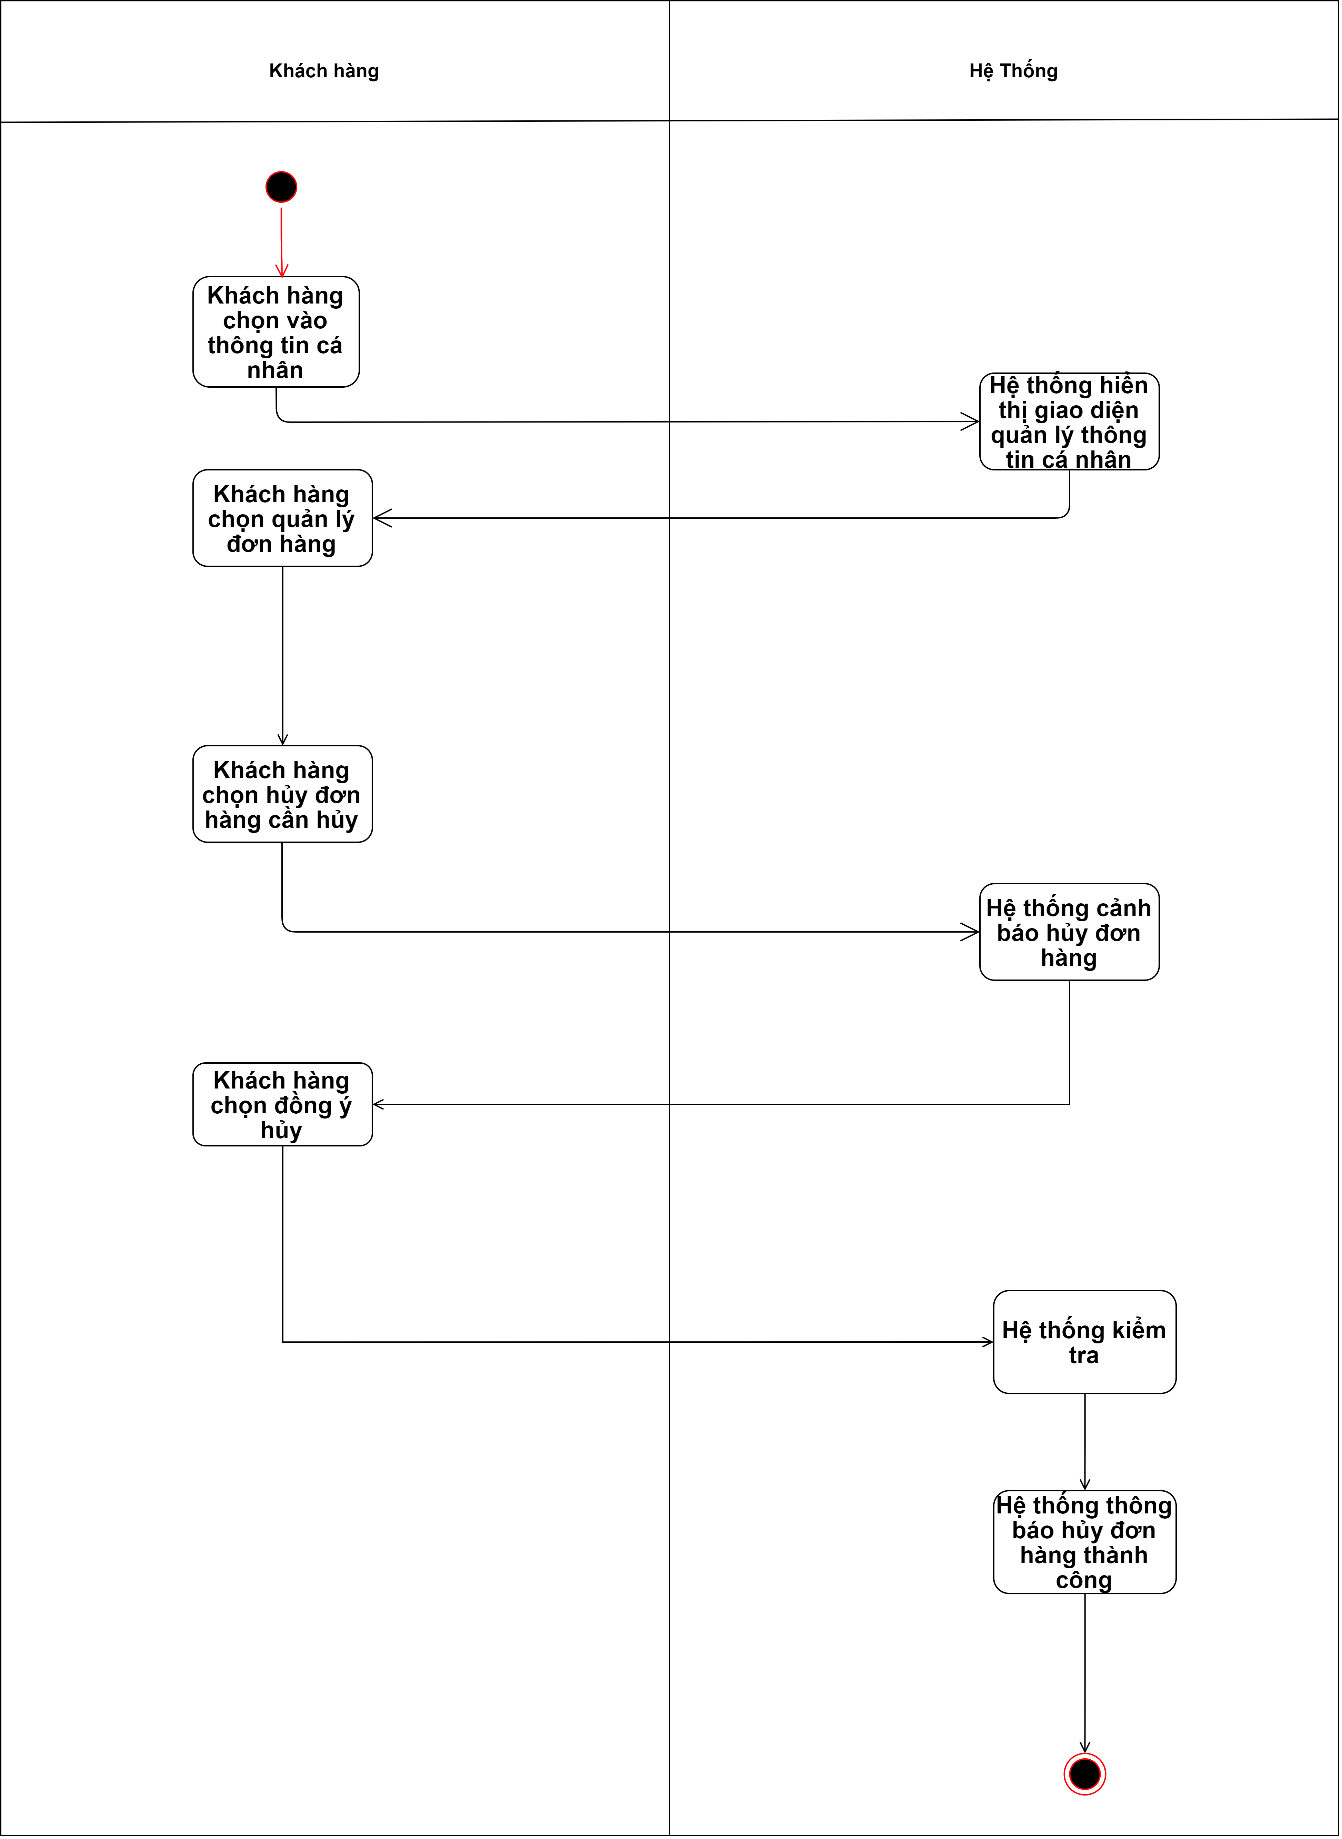 Khách hàng
Hệ Thống
Khách hàng
chọn vào
thông tin cá
nhân
Hệ thống hiển
thị giao diện
quản lý thông
tin cá nhân
Khách hàng
chọn quản lý
đơn hàng
Khách hàng
chọn hủy đơn
hàng cần hủy
Hệ thống cảnh
báo hủy đơn
hàng
Khách hàng
chọn đồng ý
hủy
Hệ thống kiểm
tra
Hệ thống thông
báo hủy đơn
hàng thành
công